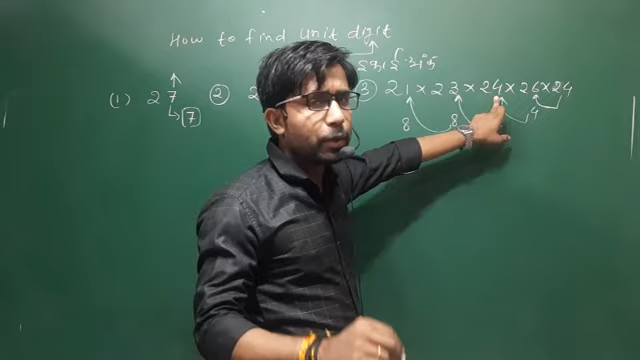 How to find unit digit
इकाई अंक
(1) 27 ② 2 ③ 21 × 23 × 24 × 26 × 24
7 8 8 4